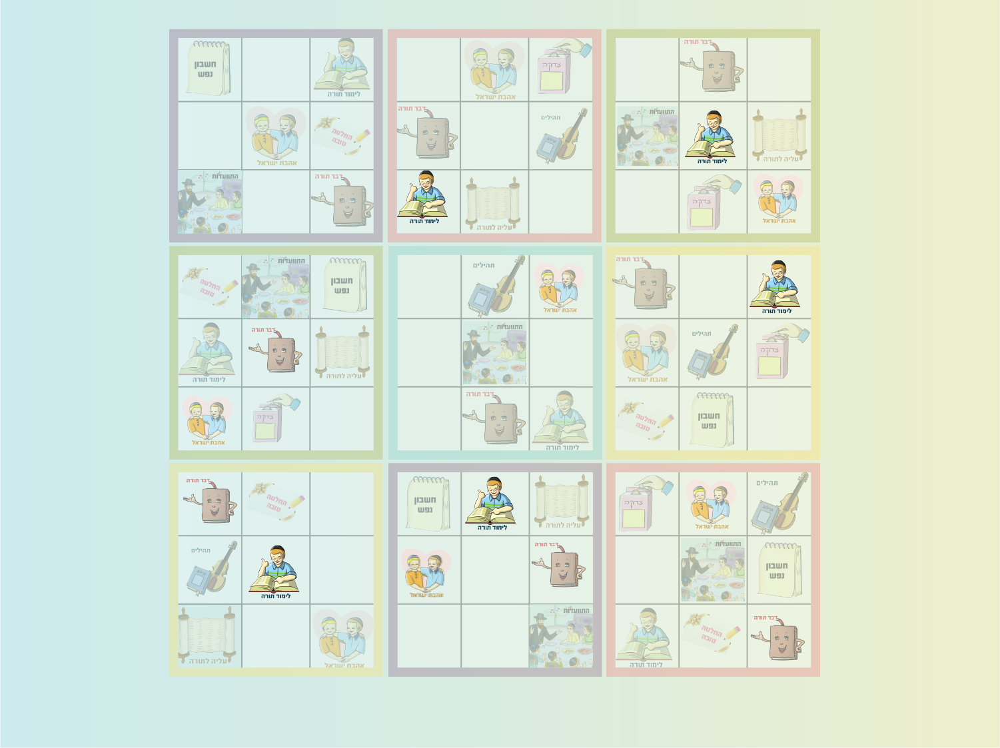 דבר תורה
צדקה
אהבת ישראל
לימוד תורה
חשבון
נפש
עליה לתורה
לימוד תורה
התוועדות
תהילים
דבר תורה
החלטה
טובה
אהבת ישראל
אהבת ישראל
צדקה
עליה לתורה
לימוד תורה
דבר תורה
התוועדות
לימוד תורה
דבר תורה
אהבת ישראל
תהילים
חשבון
נפש
התוועדות
החלטה
טובה
צדקה
תהילים
אהבת ישראל
התוועדות
עליה לתורה
דבר תורה
לימוד תורה
חשבון
נפש
החלטה
טובה
לימוד תורה
דבר תורה
צדקה
אהבת ישראל
תהילים
אהבת ישראל
צדקה
עליה לתורה
לימוד תורה
חשבון
נפש
החלטה
טובה
דבר תורה
חשבון
נפש
התוועדות
דבר תורה
אהבת ישראל
לימוד תורה
תהילים
דבר תורה
החלטה
טובה
לימוד תורה
התוועדות
אהבת ישראל
עליה לתורה